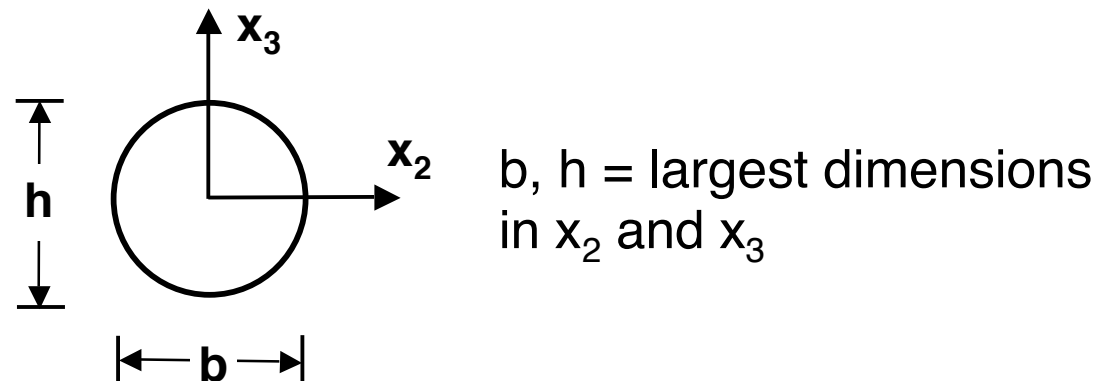 x₃
x₂
h
b, h = largest dimensions
in x₂ and x₃
b